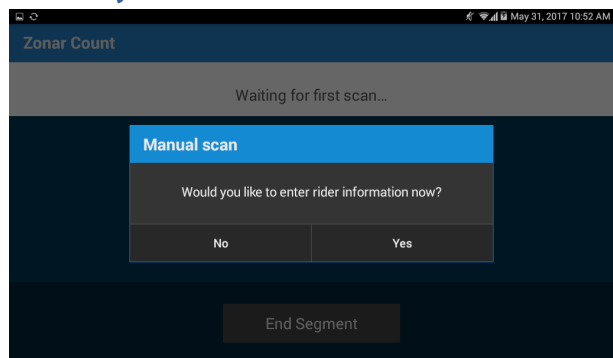 May 31, 2017 10:52 AM
Zonar Count
Waiting for first scan...
Manual scan
Would you like to enter rider information now?
No
Yes
End Segment